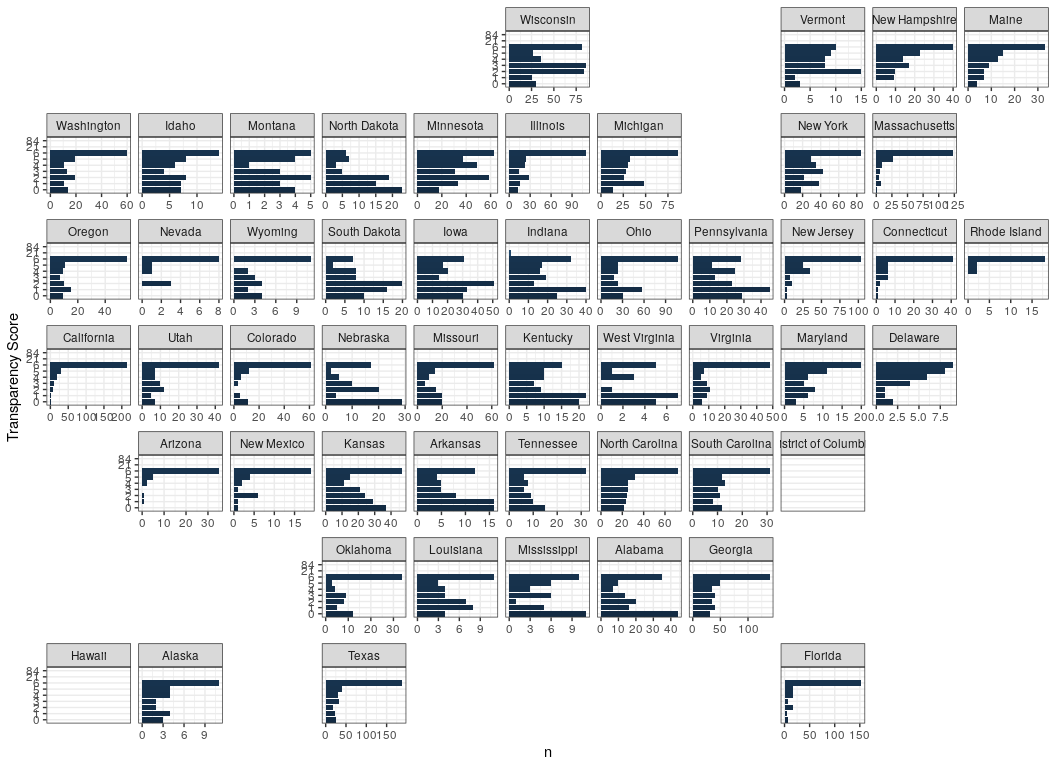 Wisconsin
Vermont
New Hampshire
Maine
84
21
6
5
4
3
2
1
0
0 25 50 75
0 5 10 15
0 10 20 30 40
0 10 20 30
Washington
Idaho
Montana
North Dakota
Minnesota
Illinois
Michigan
New York
Massachusetts
84
21
6
5
4
3
2
1
0
0 20 40 60
0 5 10
0 1 2 3 4 5
0 5 10 15 20
0 20 40 60
0 30 60 90
0 25 50 75
0 20 40 60 80
0 25 50 75 100 125
Oregon
Nevada
Wyoming
South Dakota
Iowa
Indiana
Ohio
Pennsylvania
New Jersey
Connecticut
Rhode Island
84
21
6
5
4
3
2
1
0
0 20 40
0 2 4 6 8
0 3 6 9
0 5 10 15 20
0 10 20 30 40 50
0 10 20 30 40
0 30 60 90
0 10 20 30 40
0 25 50 75 100
0 10 20 30 40
0 5 10 15
California
Utah
Colorado
Nebraska
Missouri
Kentucky
West Virginia
Virginia
Maryland
Delaware
84
21
6
5
4
3
2
1
0
0 50 100 150 200
0 10 20 30 40
0 20 40 60
0 10 20 30
0 20 40 60
0 5 10 15 20
0 2 4 6
0 10 20 30 40 50
0 5 10 15 20
0.0 2.5 5.0 7.5
Transparency Score
Arizona
New Mexico
Kansas
Arkansas
Tennessee
North Carolina
South Carolina
istrict of Columb
84
21
6
5
4
3
2
1
0
0 10 20 30
0 5 10 15
0 10 20 30 40
0 5 10 15
0 10 20 30
0 20 40 60
0 10 20 30
Oklahoma
Louisiana
Mississippi
Alabama
Georgia
84
21
6
5
4
3
2
1
0
0 10 20 30
0 3 6 9
0 3 6 9
0 10 20 30 40
0 50 100
Hawaii
Alaska
Texas
Florida
84
21
6
5
4
3
2
1
0
0 3 6 9
0 50 100 150
0 50 100 150
n